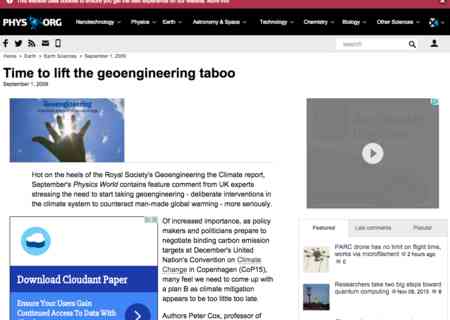 This website uses cookies to ensure you get the best experience on our website. More info
PHYS ORG Nanotechnology Physics Earth Astronomy & Space Technology Chemistry Biology Other Sciences
search
Home Earth Earth Sciences September 1, 2009
Time to lift the geoengineering taboo
September 1, 2009
Geoengineering
Hot on the heels of the Royal Society's Geoengineering the Climate report,
September's Physics World contains feature comment from UK experts
stressing the need to start taking geoengineering - deliberate interventions in
the climate system to counteract man-made global warming - more seriously.
Download Cloudant Paper
Ensure Your Users Gain
Continued Access To Data With
Of increased importance, as policy
makers and politicians prepare to
negotiate binding carbon emission
targets at December's United
Nation's Convention on Climate
Change in Copenhagen (CoP15),
many feel we need to come up with
a plan B as climate mitigation
appears to be too little too late.
Authors Peter Cox, professor of
Featured Last comments Popular
PARC drone has no limit on flight time,
works via microfilament 2 hours ago
0
Researchers take two big steps toward
quantum computing Nov 08, 2015 0